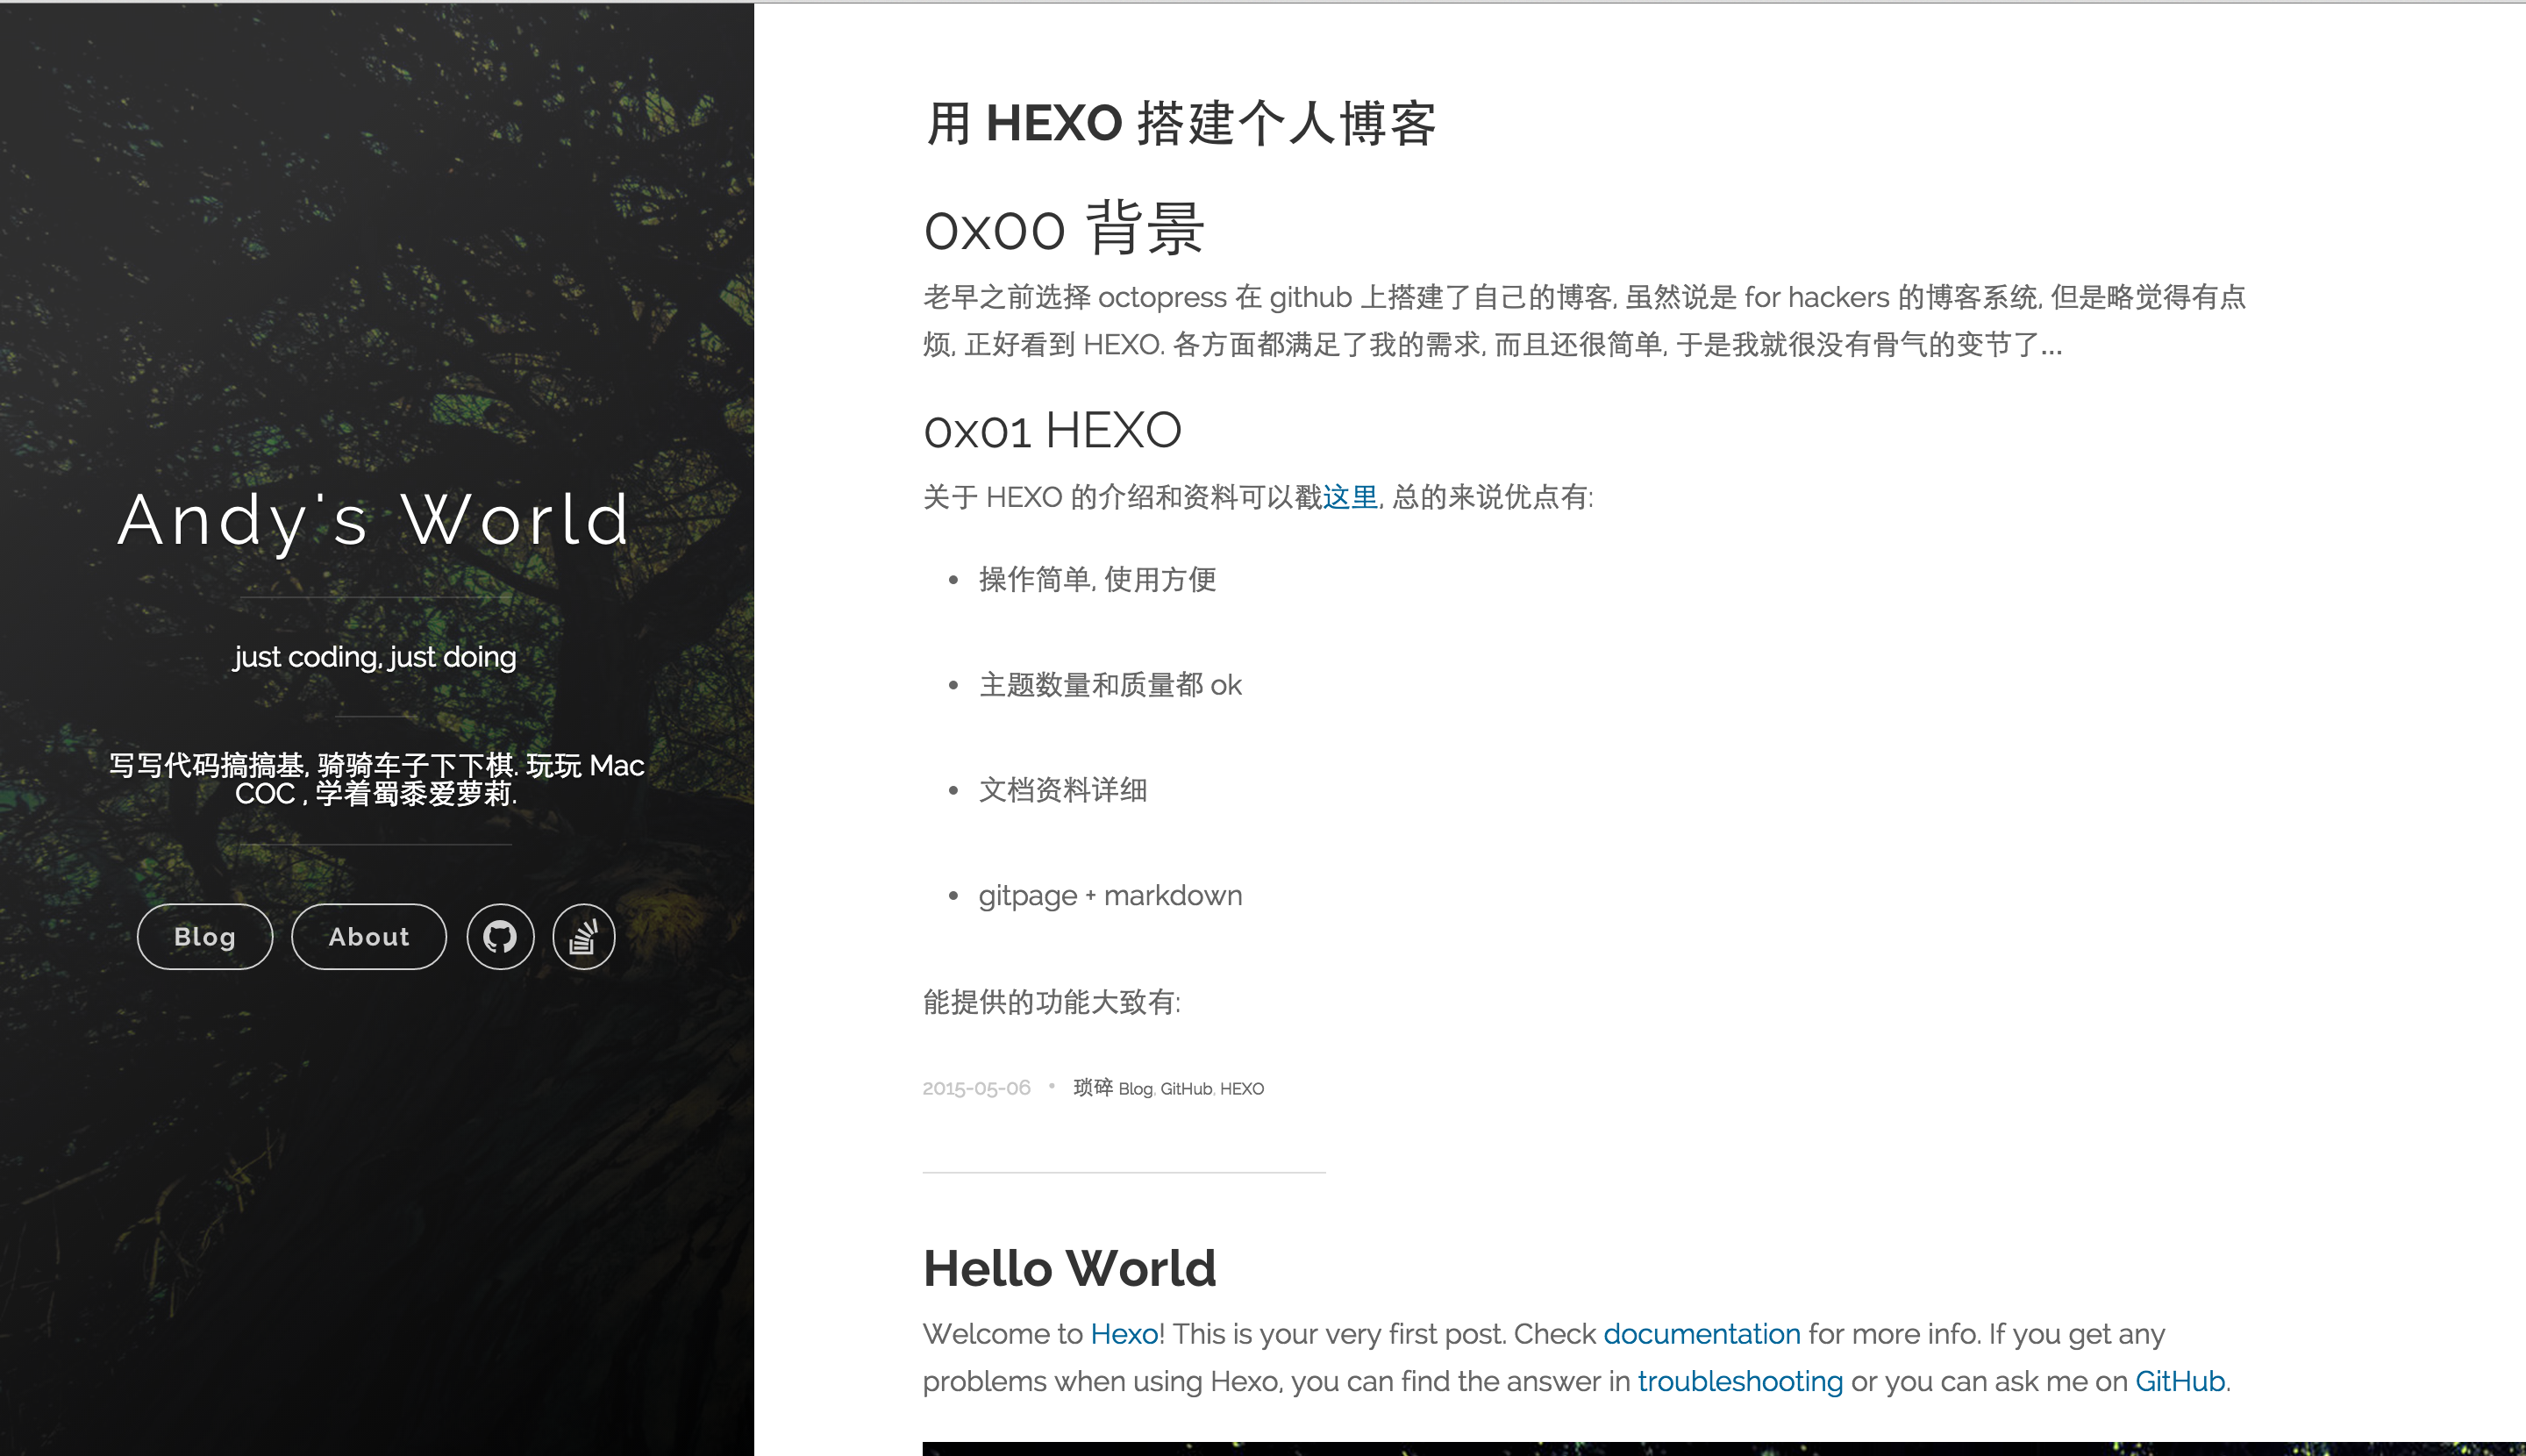 Andy's World
just coding, just doing
写写代码搞搞基, 骑骑车子下下棋. 玩玩 Mac
COC , 学着蜀黍爱萝莉.
Blog About
用 HEXO 搭建个人博客
0x00 背景
老早之前选择 octopress 在 github 上搭建了自己的博客, 虽然说是 for hackers 的博客系统, 但是略觉得有点
烦, 正好看到 HEXO. 各方面都满足了我的需求, 而且还很简单, 于是我就很没有骨气的变节了...
0x01 HEXO
关于 HEXO 的介绍和资料可以戳这里, 总的来说优点有:
• 操作简单, 使用方便
• 主题数量和质量都 ok
• 文档资料详细
• gitpage + markdown
能提供的功能大致有:
2015-05-06 • 琐碎 Blog, GitHub, HEXO
Hello World
Welcome to Hexo! This is your very first post. Check documentation for more info. If you get any
problems when using Hexo, you can find the answer in troubleshooting or you can ask me on GitHub.